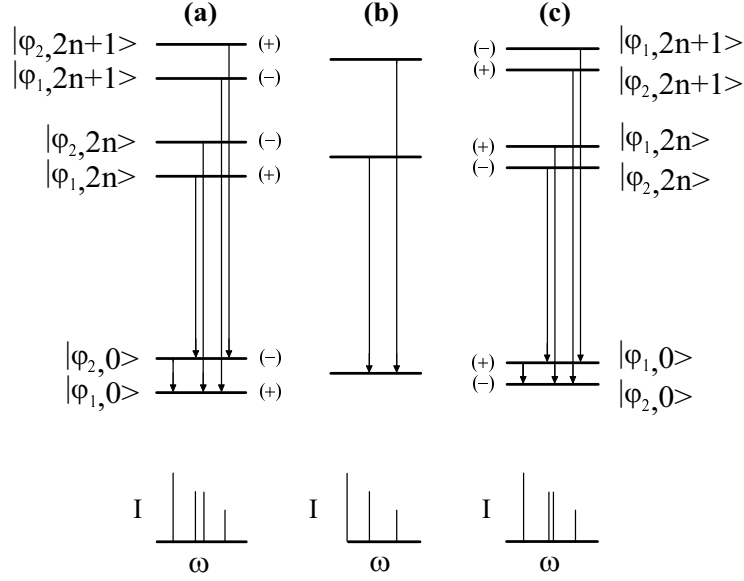 (a) (b) (c)
|φ₂,2n+1> (+) (−) |φ₁,2n+1>
|φ₁,2n+1> (−) (+) |φ₂,2n+1>
|φ₂,2n> (−) (+) |φ₁,2n>
|φ₁,2n> (+) (−) |φ₂,2n>
|φ₂,0> (−) (+) |φ₁,0>
|φ₁,0> (+) (−) |φ₂,0>
I I I
ω ω ω